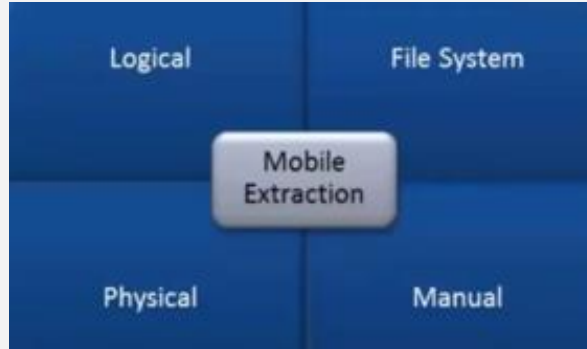 Logical
File System
Mobile
Extraction
Physical
Manual